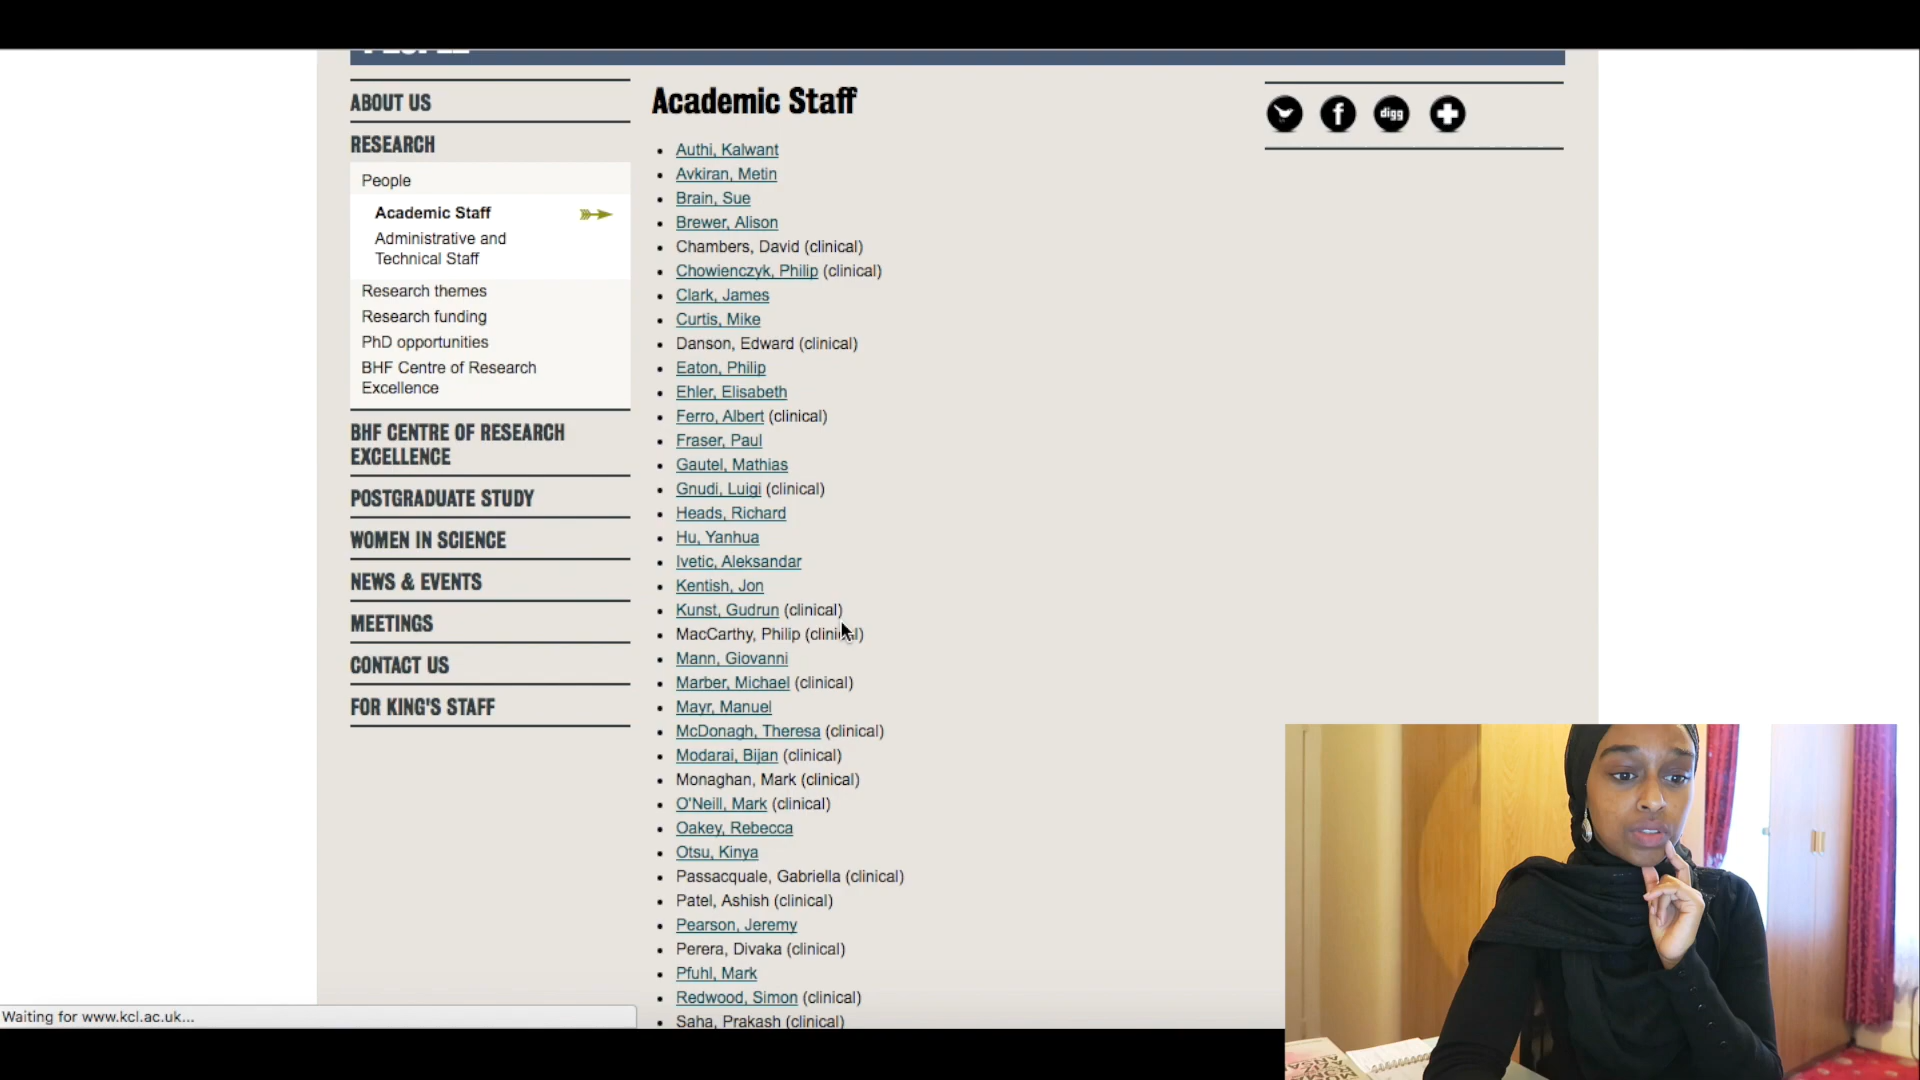 ABOUT US
RESEARCH
People
Academic Staff
Administrative and
Technical Staff
Research themes
Research funding
PhD opportunities
BHF Centre of Research
Excellence
BHF CENTRE OF RESEARCH
EXCELLENCE
POSTGRADUATE STUDY
WOMEN IN SCIENCE
NEWS & EVENTS
MEETINGS
CONTACT US
FOR KING'S STAFF
Academic Staff
Authi, Kalwant
Avkiran, Metin
Brain, Sue
Brewer, Alison
Chambers, David (clinical)
Chowienczyk, Philip (clinical)
Clark, James
Curtis, Mike
Danson, Edward (clinical)
Eaton, Philip
Ehler, Elisabeth
Ferro, Albert (clinical)
Fraser, Paul
Gautel, Mathias
Gnudi, Luigi (clinical)
Heads, Richard
Hu, Yanhua
Ivetic, Aleksandar
Kentish, Jon
Kunst, Gudrun (clinical)
MacCarthy, Philip (clinical)
Mann, Giovanni
Marber, Michael (clinical)
Mayr, Manuel
McDonagh, Theresa (clinical)
Modarai, Bijan (clinical)
Monaghan, Mark (clinical)
O'Neill, Mark (clinical)
Oakey, Rebecca
Otsu, Kinya
Passacquale, Gabriella (clinical)
Patel, Ashish (clinical)
Pearson, Jeremy
Perera, Divaka (clinical)
Pfuhl, Mark
Redwood, Simon (clinical)
Saha, Prakash (clinical)
f
digg
Waiting for www.kcl.ac.uk...